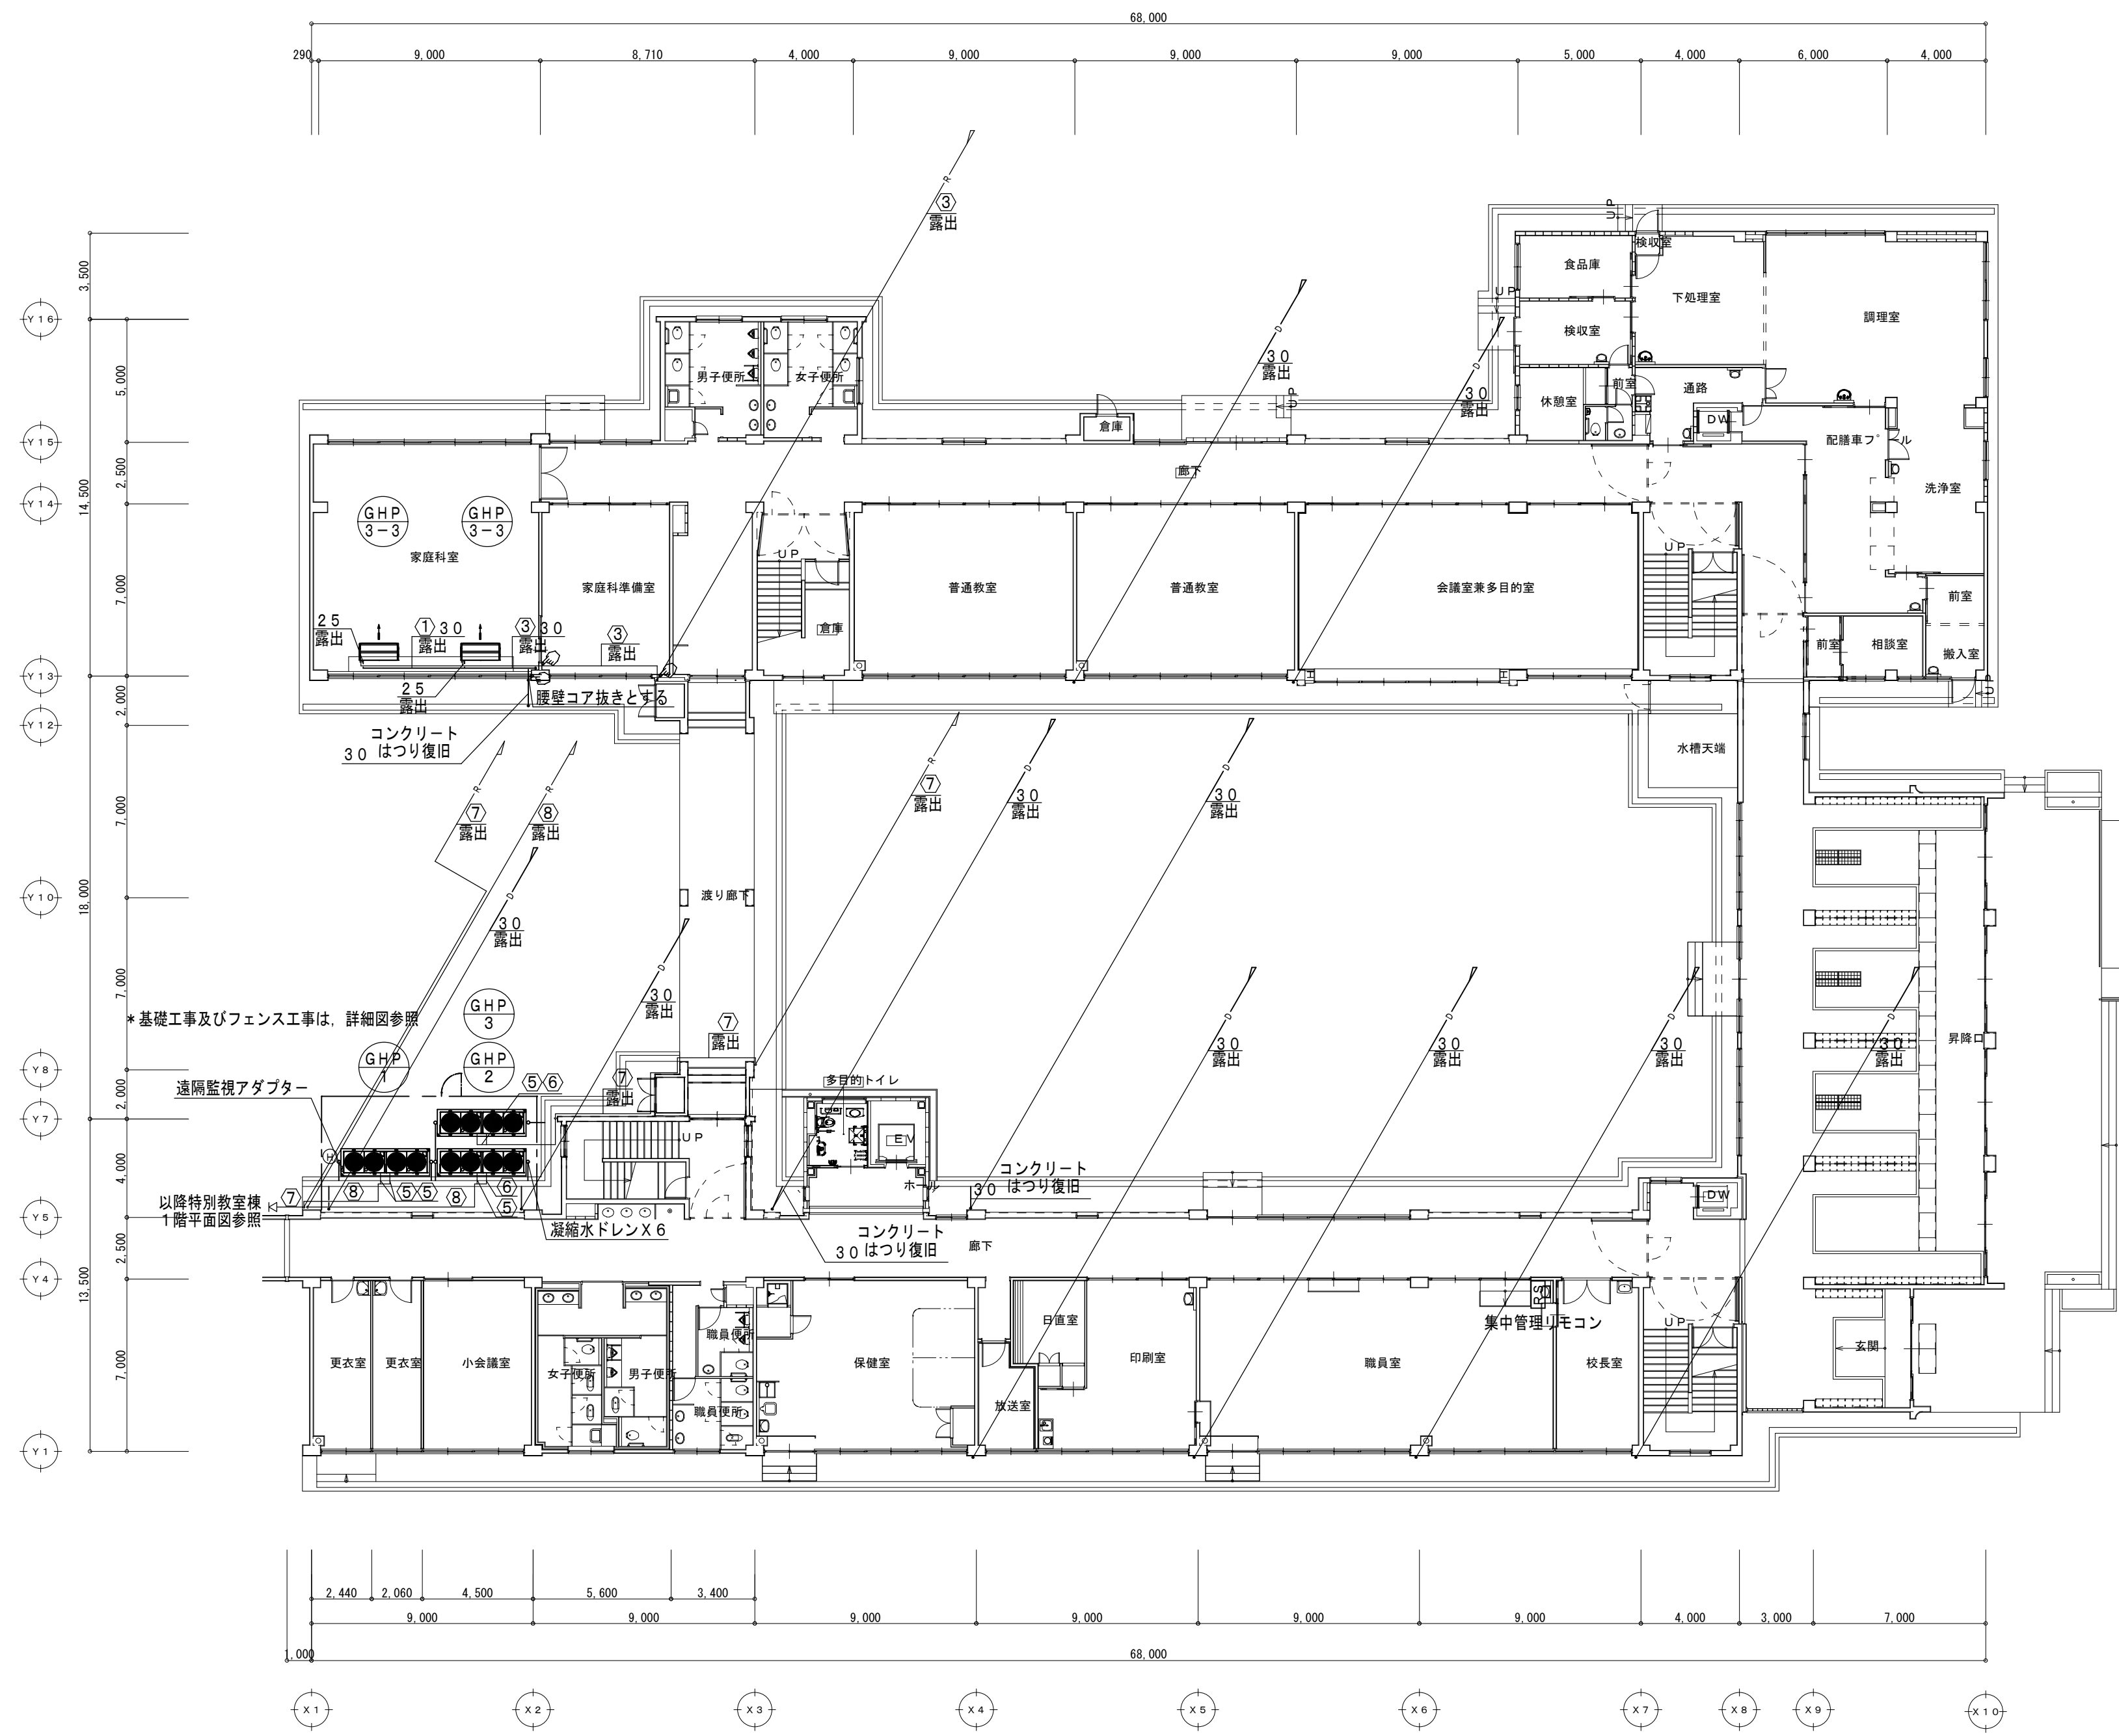 68,000
290 9,000 8,710 4,000 9,000 9,000 9,000 5,000 4,000 6,000 4,000
R
③
露出
UP
検収室
食品庫
下処理室
調理室
3,500
Y16
UP
検収室
D
30
露出
D
30
露出
UP
男子便所
女子便所
5,000
前室
通路
休憩室
DW
倉庫
配膳車プール
Y15
2,500
廊下
洗浄室
14,500
Y14
GHP
3-3
GHP
3-3
家庭科室
UP
UP
家庭科準備室
普通教室
普通教室
会議室兼多目的室
7,000
前室
25
露出
① 30
露出
③ 30
露出
③
露出
倉庫
前室
相談室
搬入室
Y13
25
露出
腰壁コア抜きとする
H
H
UP
2,000
Y12
コンクリート
30 はつり復旧
水槽天端
R
⑦
露出
R
⑧
露出
R
⑦
露出
D
30
露出
D
30
露出
7,000
Y10
18,000
渡り廊下
D
30
露出
D
30
露出
7,000
D
30
露出
D
30
露出
D
30
露出
D
30
露出
昇降口
*基礎工事及びフェンス工事は,詳細図参照
GHP
3
GHP
1
GHP
2
⑦
露出
Y8
遠隔監視アダプター
⑤⑥
⑦
露出
多目的トイレ
2,000
Y7
UP
EV
H
4,000
⑦
⑧
⑤⑤
⑧
⑥
⑤
ホール
コンクリート
30 はつり復旧
DW
以降特別教室棟
1階平面図参照
Y5
凝縮水ドレンX6
コンクリート
30 はつり復旧
廊下
2,500
Y4
13,500
日直室
RS
集中管理リモコン
UP
職員便所
更衣室
更衣室
小会議室
女子便所
男子便所
保健室
印刷室
職員室
校長室
玄関
7,000
職員便所
放送室
Y1
2,440 2,060 4,500 5,600 3,400
9,000 9,000 9,000 9,000 9,000 9,000 4,000 3,000 7,000
1,000
68,000
X1 X2 X3 X4 X5 X6 X7 X8 X9 X10